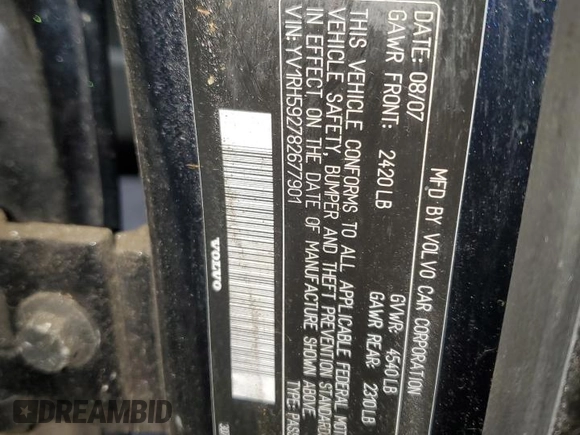 MFD BY VOLVO CAR CORPORATION
DATE: 08/07 GVWR: 4540 LB
GAWR FRONT: 2420 LB GAWR REAR: 2310 LB
THIS VEHICLE CONFORMS TO ALL APPLICABLE FEDERAL MOT
VEHICLE SAFETY, BUMPER AND THEFT PREVENTION STANDARDS
IN EFFECT ON THE DATE OF MANUFACTURE SHOWN ABOVE.
VIN: YV1RH592782677901 TYPE: PASS
VOLVO
DREAMBID